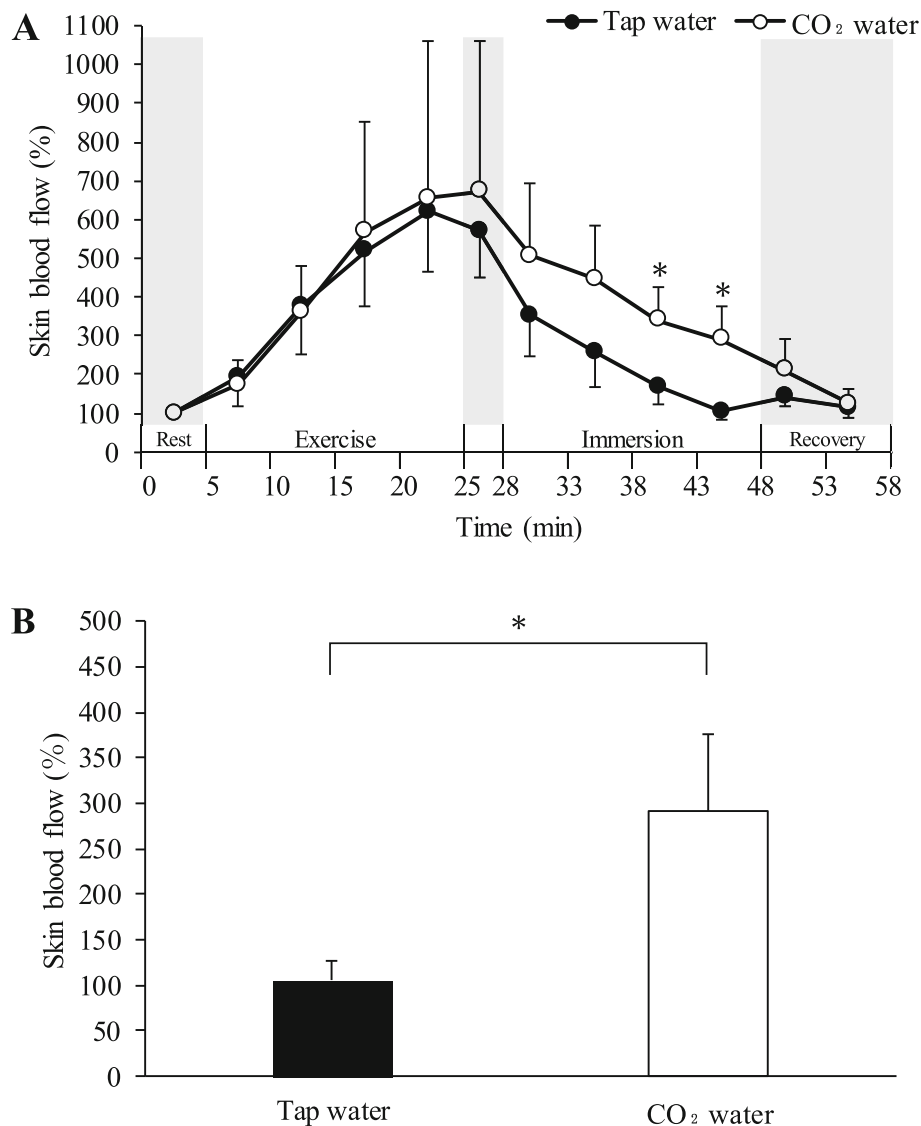 A
Tap water CO₂ water
1100
1000
900
800
700
600
500
400
300
200
100
0
Skin blood flow (%)
* *
Rest Exercise Immersion Recovery
0 5 10 15 20 25 28 33 38 43 48 53 58
Time (min)
B
500
450
400
350
300
250
200
150
100
50
0
Skin blood flow (%)
*
Tap water CO₂ water